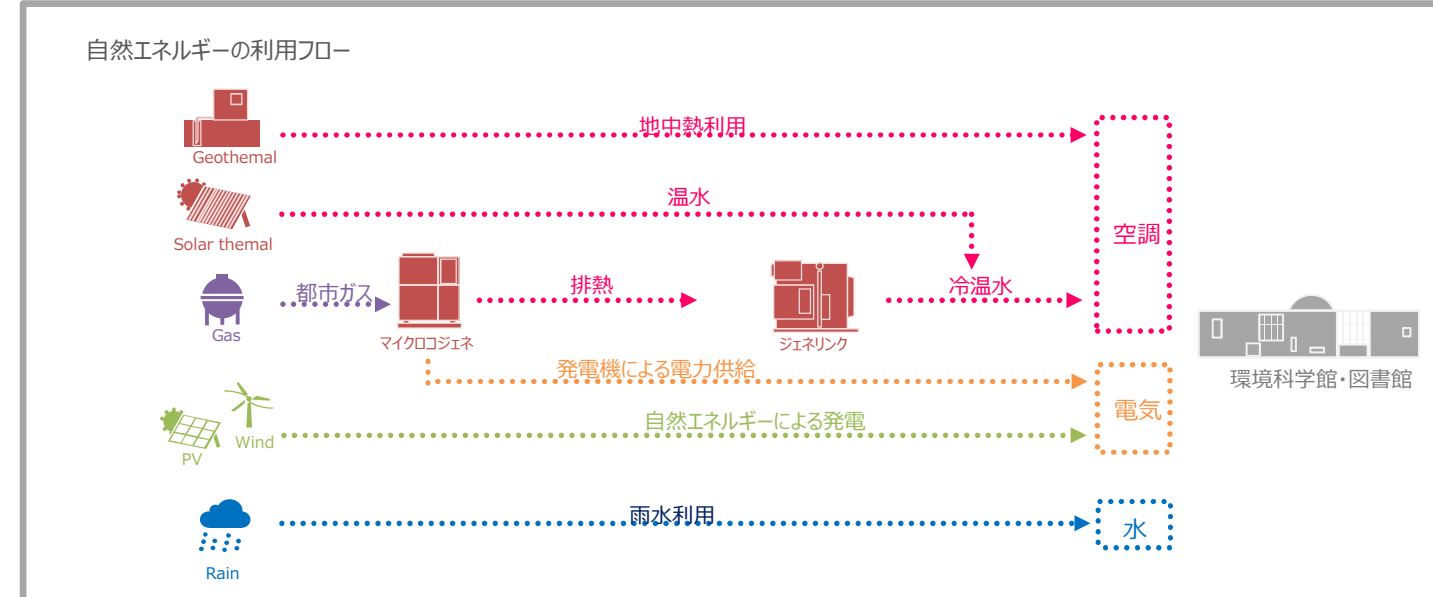 自然エネルギーの利用フロー
地中熱利用
Geothemal
温水
Solar themal
空調
都市ガス
排熱
冷温水
Gas
マイクロコジェネ
ジェネリンク
発電機による電力供給
環境科学館・図書館
電気
自然エネルギーによる発電
Wind
PV
雨水利用
水
Rain